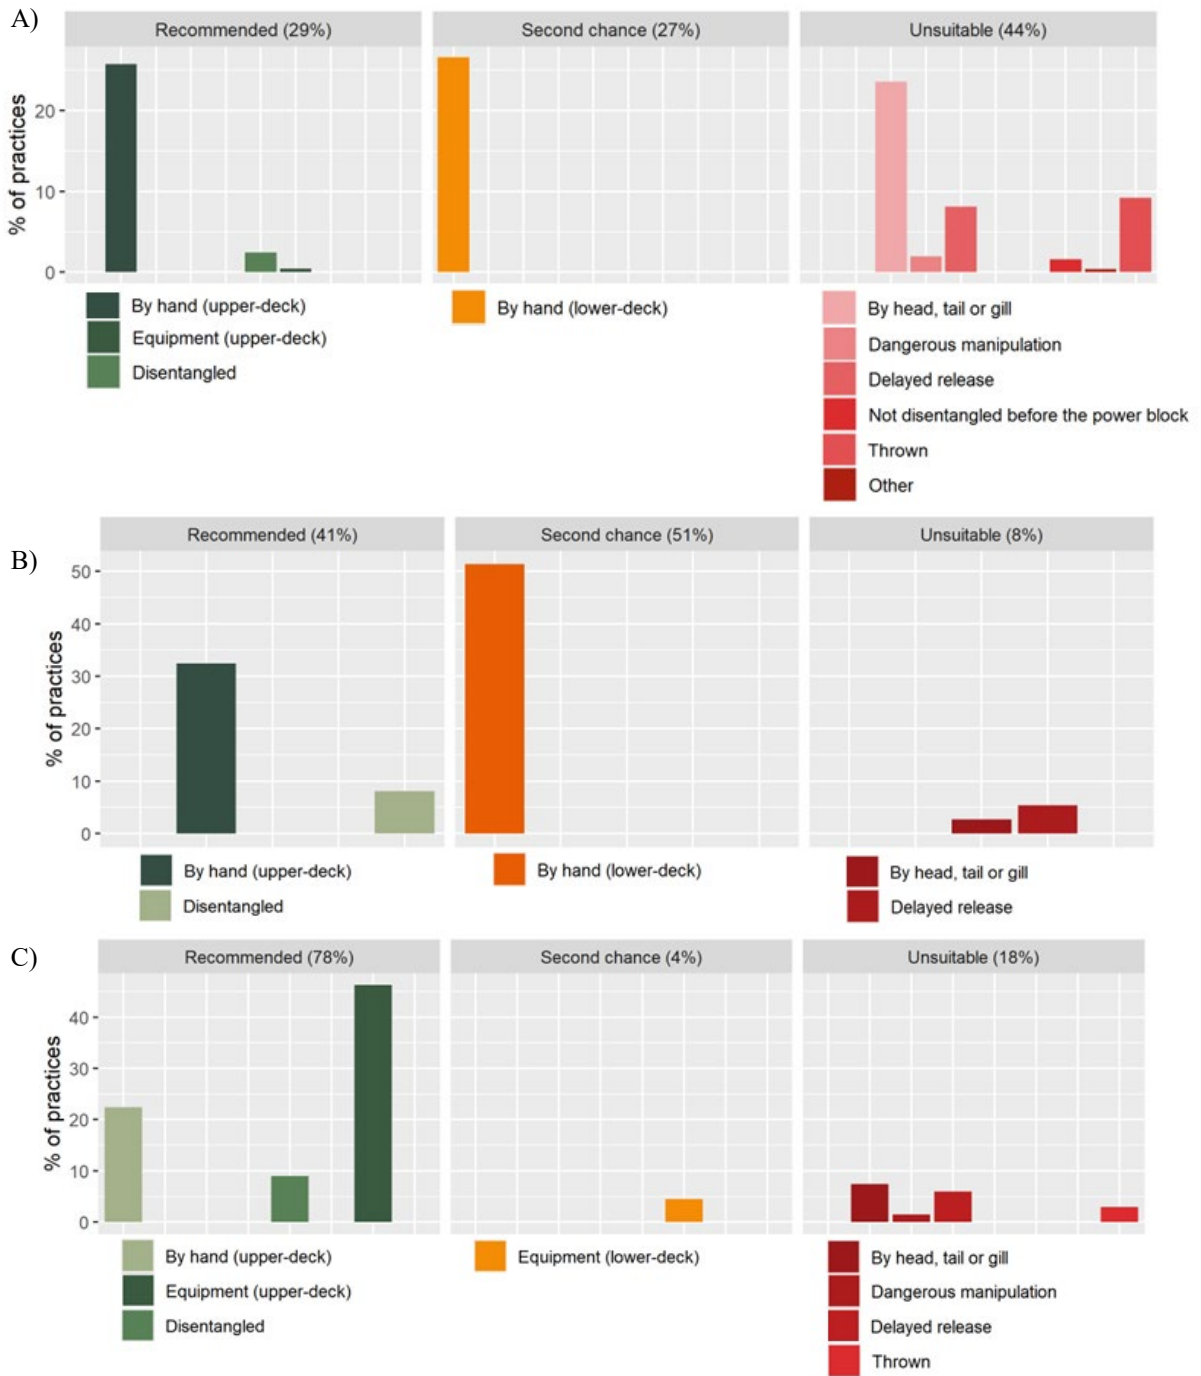 A)
Recommended (29%)
Second chance (27%)
Unsuitable (44%)
% of practices
20
10
0
By hand (upper-deck)
Equipment (upper-deck)
Disentangled
By hand (lower-deck)
By head, tail or gill
Dangerous manipulation
Delayed release
Not disentangled before the power block
Thrown
Other
B)
Recommended (41%)
Second chance (51%)
Unsuitable (8%)
% of practices
50
40
30
20
10
0
By hand (upper-deck)
Disentangled
By hand (lower-deck)
By head, tail or gill
Delayed release
C)
Recommended (78%)
Second chance (4%)
Unsuitable (18%)
% of practices
40
30
20
10
0
By hand (upper-deck)
Equipment (upper-deck)
Disentangled
Equipment (lower-deck)
By head, tail or gill
Dangerous manipulation
Delayed release
Thrown